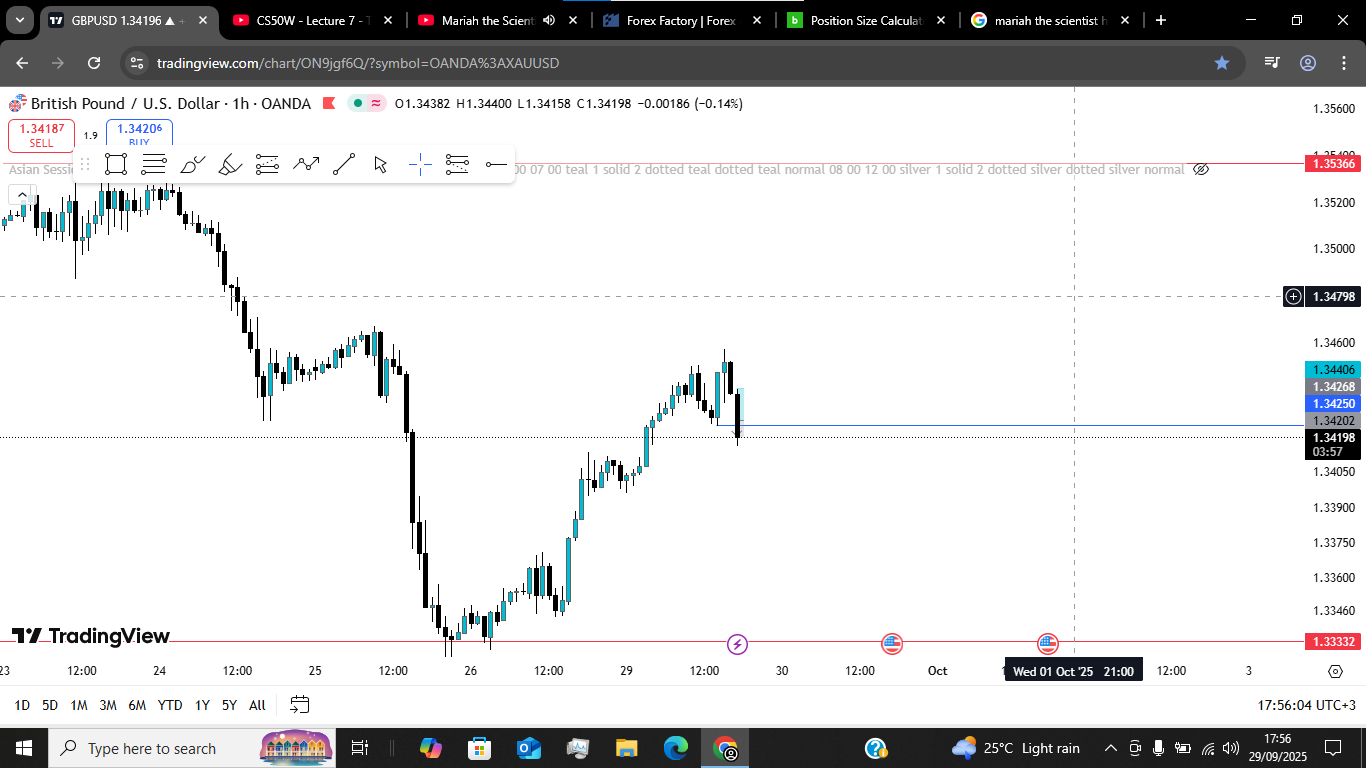 GBPUSD 1.34196 ▲ +
CS50W - Lecture 7 - T
Mariah the Scient
Forex Factory | Forex
b Position Size Calculat
mariah the scientist h
tradingview.com/chart/ON9jgf6Q/?symbol=OANDA%3AXAUUSD
British Pound / U.S. Dollar · 1h · OANDA O1.34382 H1.34400 L1.34158 C1.34198 −0.00186 (−0.14%)
1.34187 1.9 1.34206
SELL BUY
Asian Sessi 00 07 00 teal 1 solid 2 dotted teal dotted teal normal 08 00 12 00 silver 1 solid 2 dotted silver dotted silver normal
1.35600
1.35366
1.35200
1.35000
1.34798
1.34600
1.34406
1.34268
1.34250
1.34202
1.34198
03:57
1.34050
1.33900
1.33750
1.33600
1.33460
1.33332
TradingView
23 12:00 24 12:00 25 12:00 26 12:00 29 12:00 30 12:00 Oct Wed 01 Oct '25 21:00 12:00 3
1D 5D 1M 3M 6M YTD 1Y 5Y All 17:56:04 UTC+3
Type here to search
25°C Light rain
17:56
29/09/2025